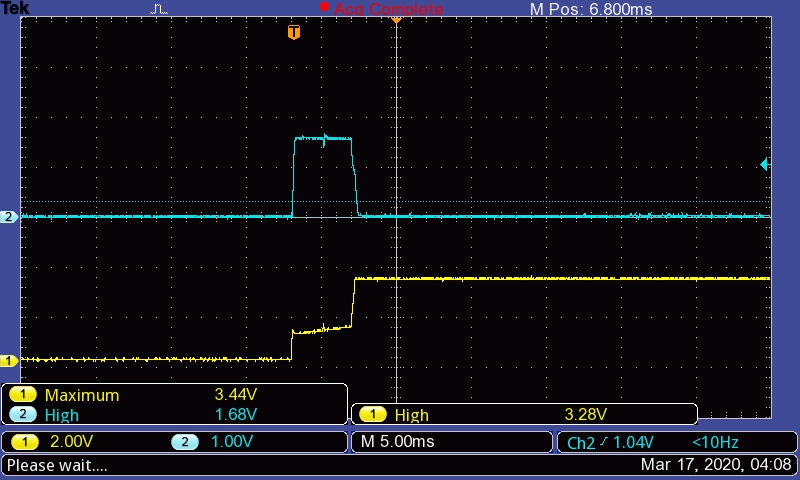 Tek Acq Complete M Pos: 6.800ms
T
2
1
1 Maximum 3.44V
2 High 1.68V
1 High 3.28V
1 2.00V 2 1.00V M 5.00ms Ch2 1.04V <10Hz
Please wait.... Mar 17, 2020, 04:08